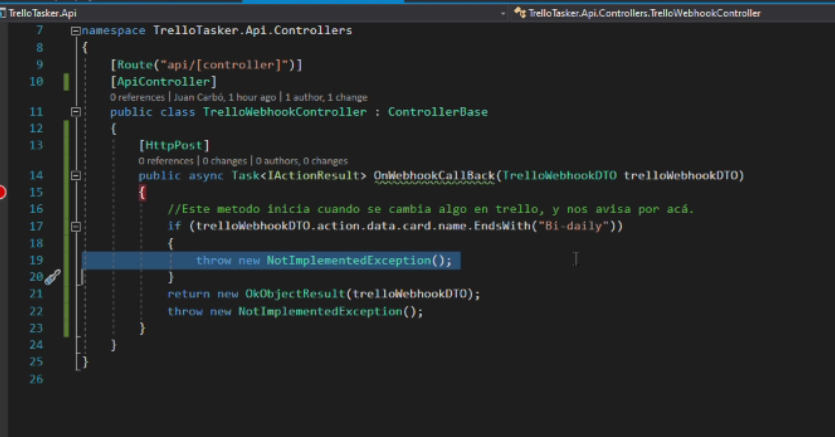 TrelloTasker.Api
TrelloTasker.Api.Controllers.TrelloWebhookController
7 namespace TrelloTasker.Api.Controllers
8 {
9 [Route("api/[controller]")]
10 [ApiController]
0 references | Juan Carbó, 1 hour ago | 1 author, 1 change
11 public class TrelloWebhookController : ControllerBase
12 {
13 [HttpPost]
0 references | 0 changes | 0 authors, 0 changes
14 public async Task<IActionResult> OnWebhookCallBack(TrelloWebhookDTO trelloWebhookDTO)
15 {
16 //Este metodo inicia cuando se cambia algo en trello, y nos avisa por acá.
17 if (trelloWebhookDTO.action.data.card.name.EndsWith("Bi-daily"))
18 {
19 throw new NotImplementedException();
20 }
21 return new OkObjectResult(trelloWebhookDTO);
22 throw new NotImplementedException();
23 }
24 }
25 }
26